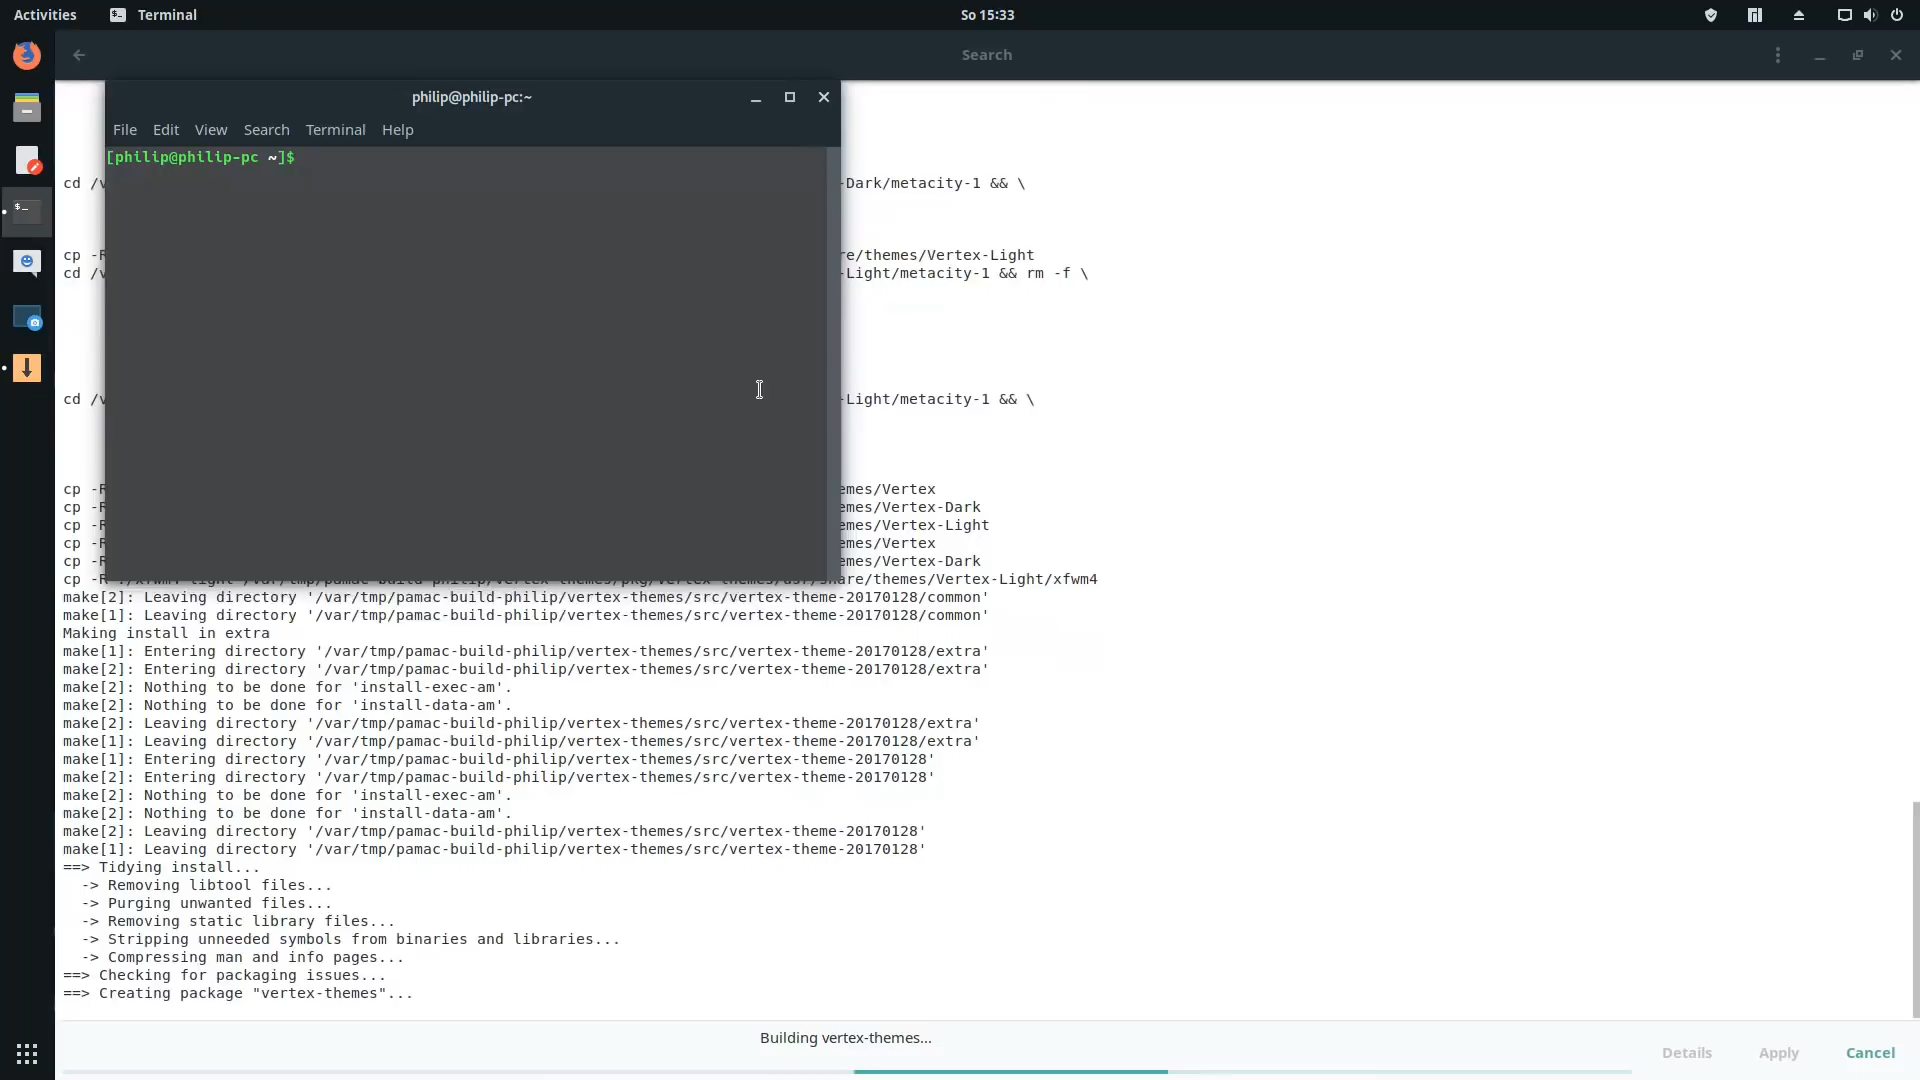 Activities
Terminal
So 15:33
Search
philip@philip-pc:~
File Edit View Search Terminal Help
[philip@philip-pc ~]$
cd /v
-Dark/metacity-1 && \
cp -R
re/themes/Vertex-Light
cd /v
-Light/metacity-1 && rm -f \
cd /v
-Light/metacity-1 && \
cp -R
emes/Vertex
cp -R
emes/Vertex-Dark
cp -R
emes/Vertex-Light
cp -R
emes/Vertex
cp -R
emes/Vertex-Dark
cp -R ./xfwm4-light /var/tmp/pamac-build-philip/vertex-themes/pkg/vertex-themes/usr/share/themes/Vertex-Light/xfwm4
make[2]: Leaving directory '/var/tmp/pamac-build-philip/vertex-themes/src/vertex-theme-20170128/common'
make[1]: Leaving directory '/var/tmp/pamac-build-philip/vertex-themes/src/vertex-theme-20170128/common'
Making install in extra
make[1]: Entering directory '/var/tmp/pamac-build-philip/vertex-themes/src/vertex-theme-20170128/extra'
make[2]: Entering directory '/var/tmp/pamac-build-philip/vertex-themes/src/vertex-theme-20170128/extra'
make[2]: Nothing to be done for 'install-exec-am'.
make[2]: Nothing to be done for 'install-data-am'.
make[2]: Leaving directory '/var/tmp/pamac-build-philip/vertex-themes/src/vertex-theme-20170128/extra'
make[1]: Leaving directory '/var/tmp/pamac-build-philip/vertex-themes/src/vertex-theme-20170128/extra'
make[1]: Entering directory '/var/tmp/pamac-build-philip/vertex-themes/src/vertex-theme-20170128'
make[2]: Entering directory '/var/tmp/pamac-build-philip/vertex-themes/src/vertex-theme-20170128'
make[2]: Nothing to be done for 'install-exec-am'.
make[2]: Nothing to be done for 'install-data-am'.
make[2]: Leaving directory '/var/tmp/pamac-build-philip/vertex-themes/src/vertex-theme-20170128'
make[1]: Leaving directory '/var/tmp/pamac-build-philip/vertex-themes/src/vertex-theme-20170128'
==> Tidying install...
-> Removing libtool files...
-> Purging unwanted files...
-> Removing static library files...
-> Stripping unneeded symbols from binaries and libraries...
-> Compressing man and info pages...
==> Checking for packaging issues...
==> Creating package "vertex-themes"...
Building vertex-themes...
Details
Apply
Cancel